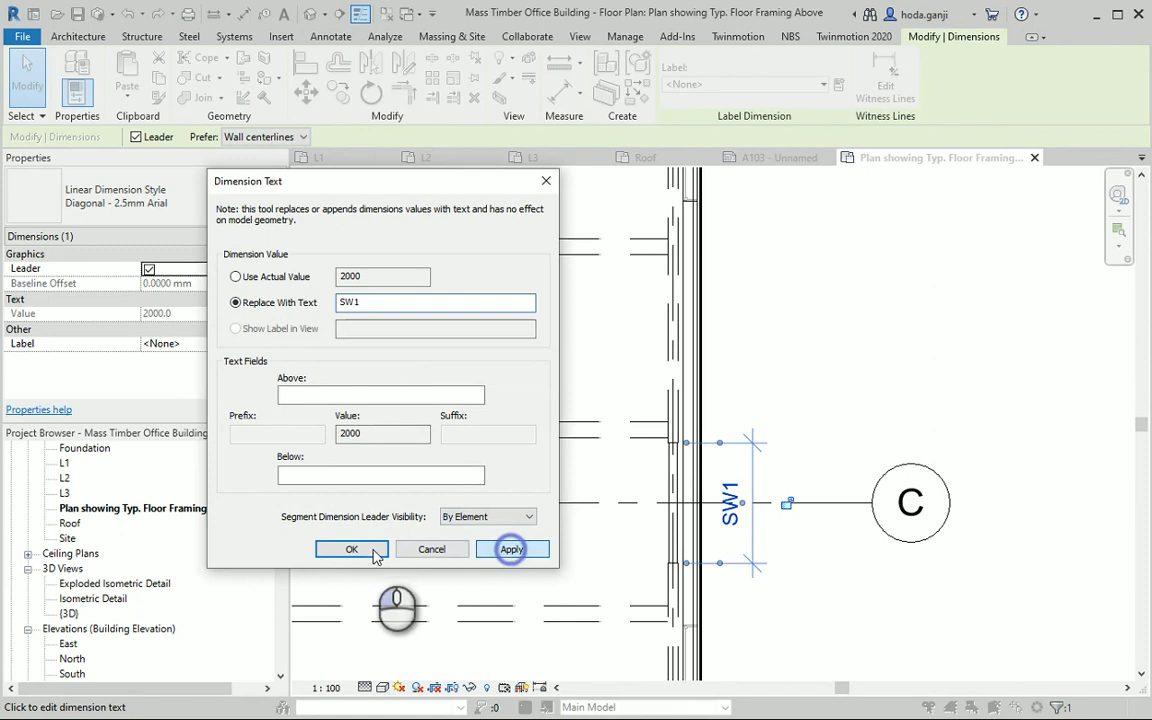 Mass Timber Office Building - Floor Plan: Plan showing Typ. Floor Framing Above
hoda.ganji
File Architecture Structure Steel Systems Insert Annotate Analyze Massing & Site Collaborate View Manage Add-Ins Twinmotion NBS Twinmotion 2020 Modify | Dimensions
Modify
Paste
Cope
Cut
Join
Label:
<None>
Edit
Witness Lines
Select Properties Clipboard Geometry Modify View Measure Create Label Dimension Witness Lines
Modify | Dimensions Leader Prefer: Wall centerlines
Properties
L1 L2 L3 Roof A103 - Unnamed Plan showing Typ. Floor Framing...
Linear Dimension Style
Diagonal - 2.5mm Arial
Dimensions (1)
Graphics
Leader
Baseline Offset 0.0000 mm
Text
Value 2000.0
Other
Label <None>
Properties help
Project Browser - Mass Timber Office Building
Foundation
L1
L2
L3
Plan showing Typ. Floor Framing
Roof
Site
Ceiling Plans
3D Views
Exploded Isometric Detail
Isometric Detail
{3D}
Elevations (Building Elevation)
East
North
South
Dimension Text
Note: this tool replaces or appends dimensions values with text and has no effect
on model geometry.
Dimension Value
Use Actual Value 2000
Replace With Text SW1
Show Label in View
Text Fields
Above:
Prefix: Value: Suffix:
2000
Below:
Segment Dimension Leader Visibility: By Element
OK Cancel Apply
SW1
C
2D
1 : 100
Click to edit dimension text
:0
Main Model
:1